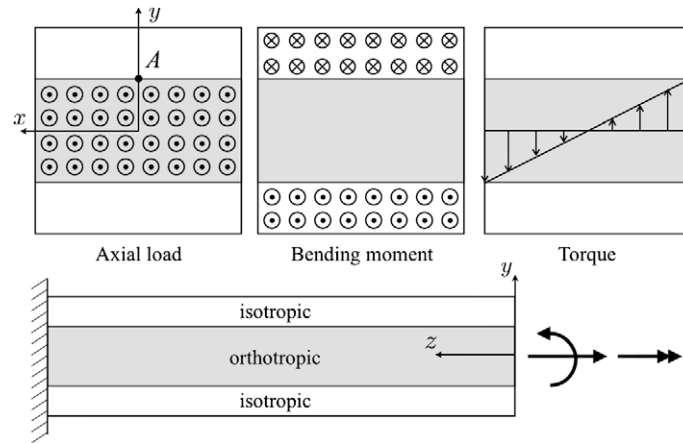 y
A
x
Axial load
Bending moment
Torque
y
isotropic
z
orthotropic
isotropic